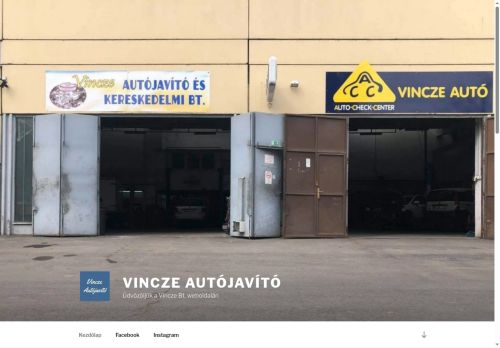 Vincze AUTÓJAVÍTÓ ÉS
KERESKEDELMI BT.
ACC
AUTO-CHECK-CENTER
VINCZE AUTÓ
Vincze
Autójavító
VINCZE AUTÓJAVÍTÓ
Üdvözöljük a Vincze Bt. weboldalán
Kezdőlap Facebook Instagram